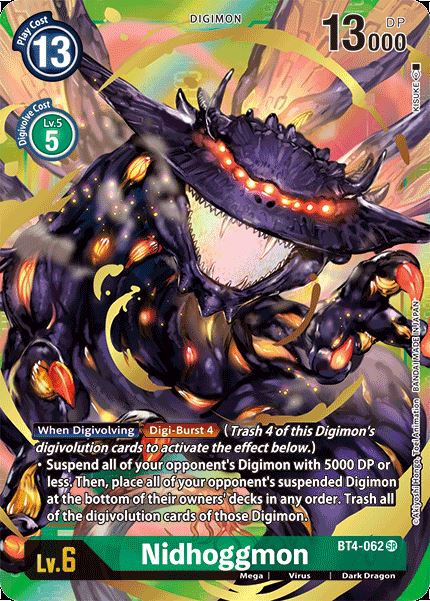 DIGIMON
Play Cost
13
DP
13000
KISUKE
Digivolve Cost
Lv.5
5
©Akiyoshi Hongo, Toei Animation BANDAI MADE IN JAPAN
When Digivolving Digi-Burst 4 (Trash 4 of this Digimon's
digivolution cards to activate the effect below.)
• Suspend all of your opponent's Digimon with 5000 DP or
less. Then, place all of your opponent's suspended Digimon
at the bottom of their owners' decks in any order. Trash all
of the digivolution cards of those Digimon.
BT4-062 SR
Lv.6
Nidhoggmon
Mega | Virus | Dark Dragon